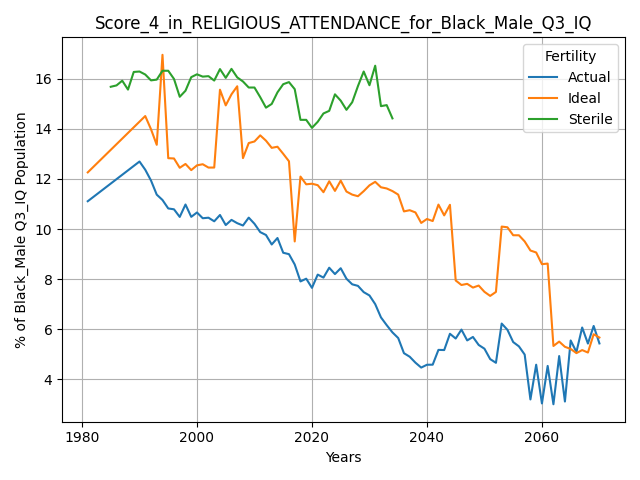 Score_4_in_RELIGIOUS_ATTENDANCE_for_Black_Male_Q3_IQ
Fertility
Actual
Ideal
Sterile
% of Black_Male Q3_IQ Population
16
14
12
10
8
6
4
1980
2000
2020
2040
2060
Years